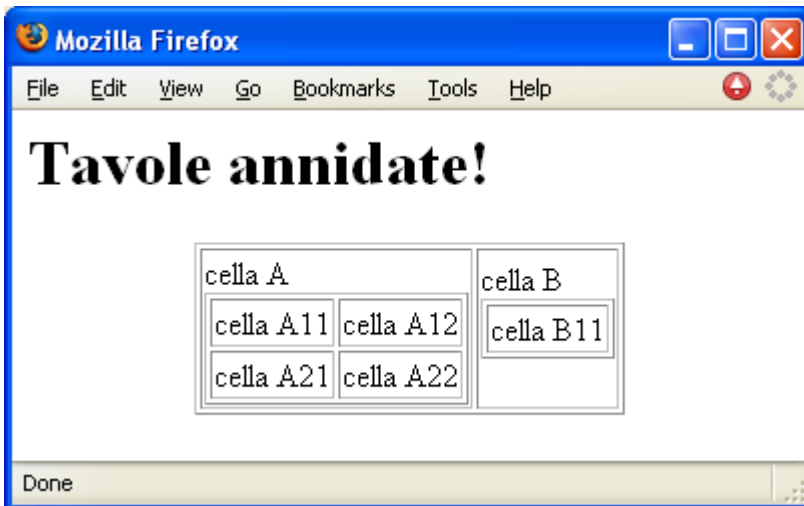 Mozilla Firefox
File Edit View Go Bookmarks Tools Help
Tavole annidate!
cella A
cella A11 cella A12
cella A21 cella A22
cella B
cella B11
Done